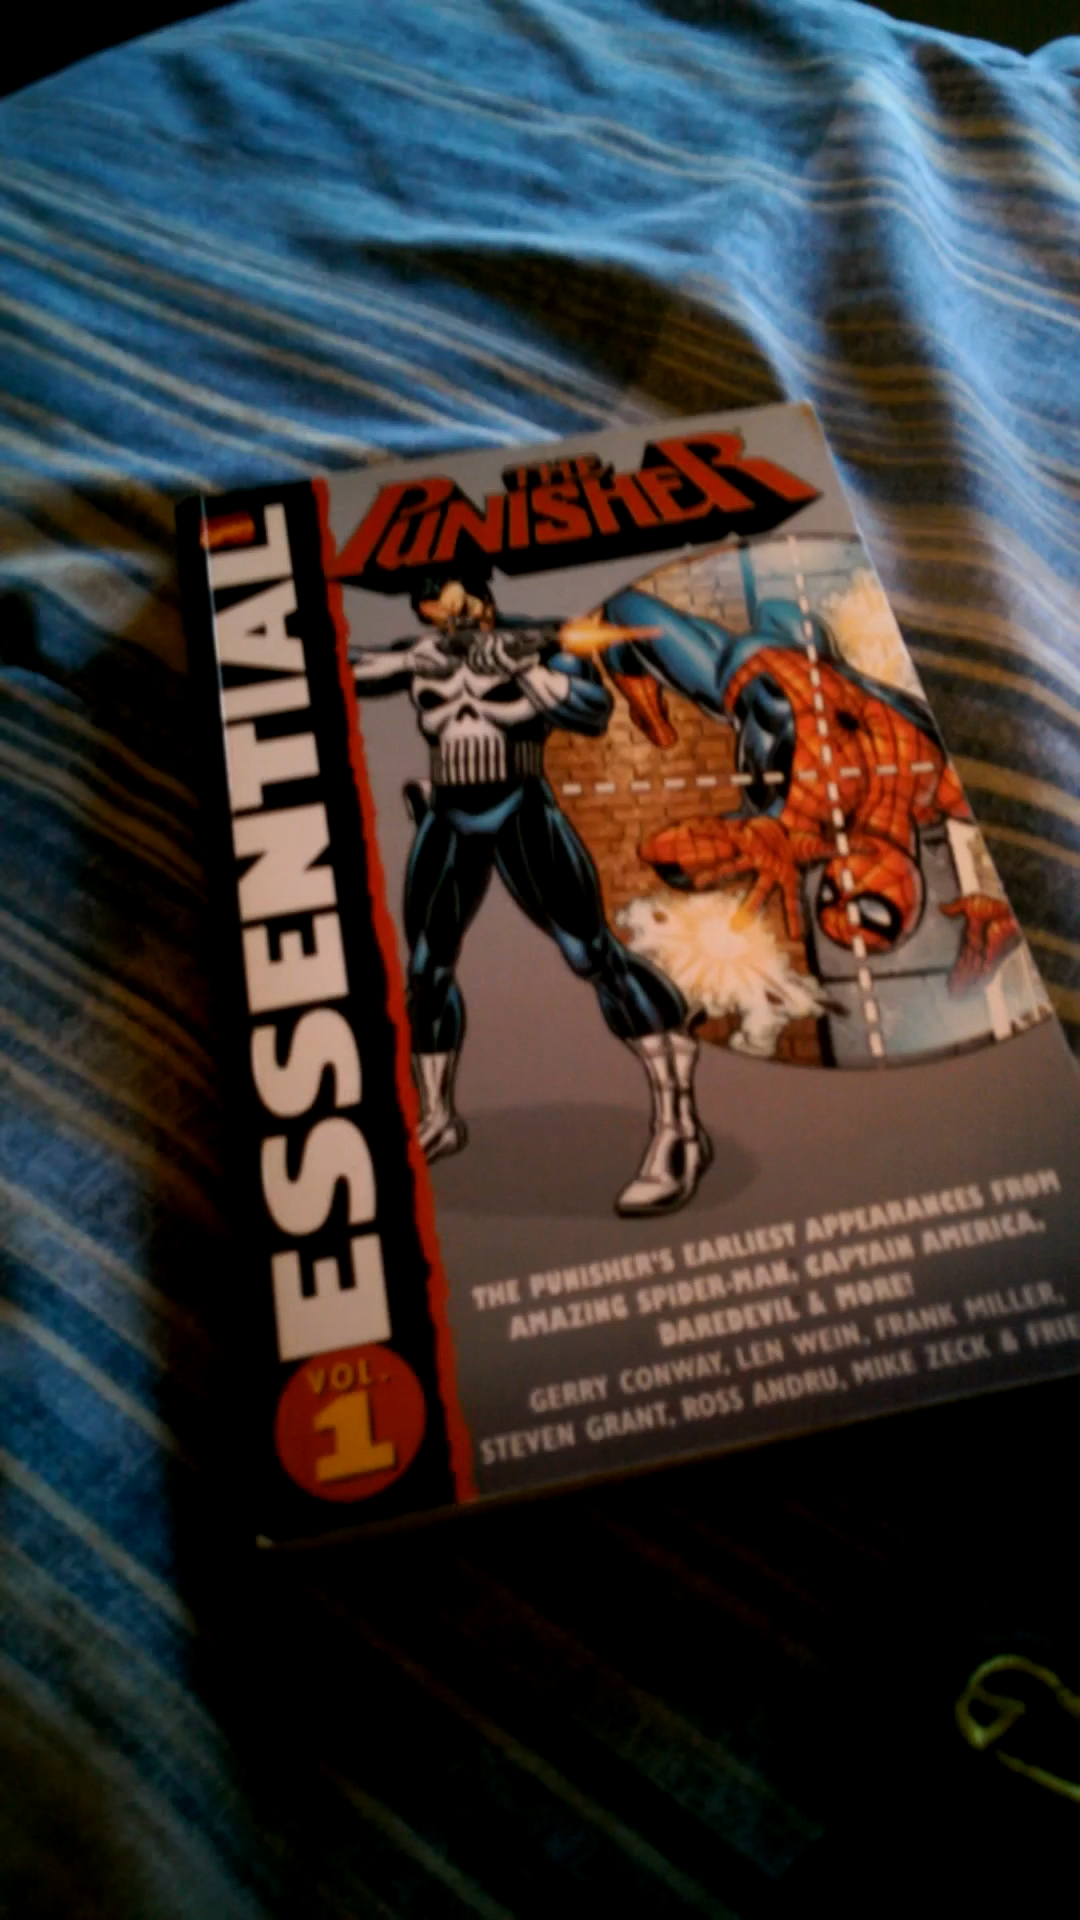 THE
PUNISHER
ESSENTIAL
VOL.
1
THE PUNISHER'S EARLIEST APPEARANCES FROM
AMAZING SPIDER-MAN, CAPTAIN AMERICA,
DAREDEVIL & MORE!
GERRY CONWAY, LEN WEIN, FRANK MILLER,
STEVEN GRANT, ROSS ANDRU, MIKE ZECK & FRIE